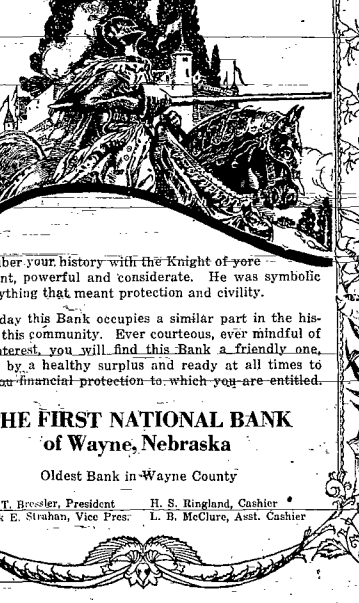 ber your history with the Knight of yore
nt, powerful and considerate. He was symbolic
ything that meant protection and civility.
day this Bank occupies a similar part in the his-
this community. Ever courteous, ever mindful of
nterest, you will find this Bank a friendly one,
by a healthy surplus and ready at all times to
ou financial protection to which you are entitled.
HE FIRST NATIONAL BANK
of Wayne, Nebraska
Oldest Bank in Wayne County
T. Bressler, President H. S. Ringland, Cashier
k E. Strahan, Vice Pres. L. B. McClure, Asst. Cashier